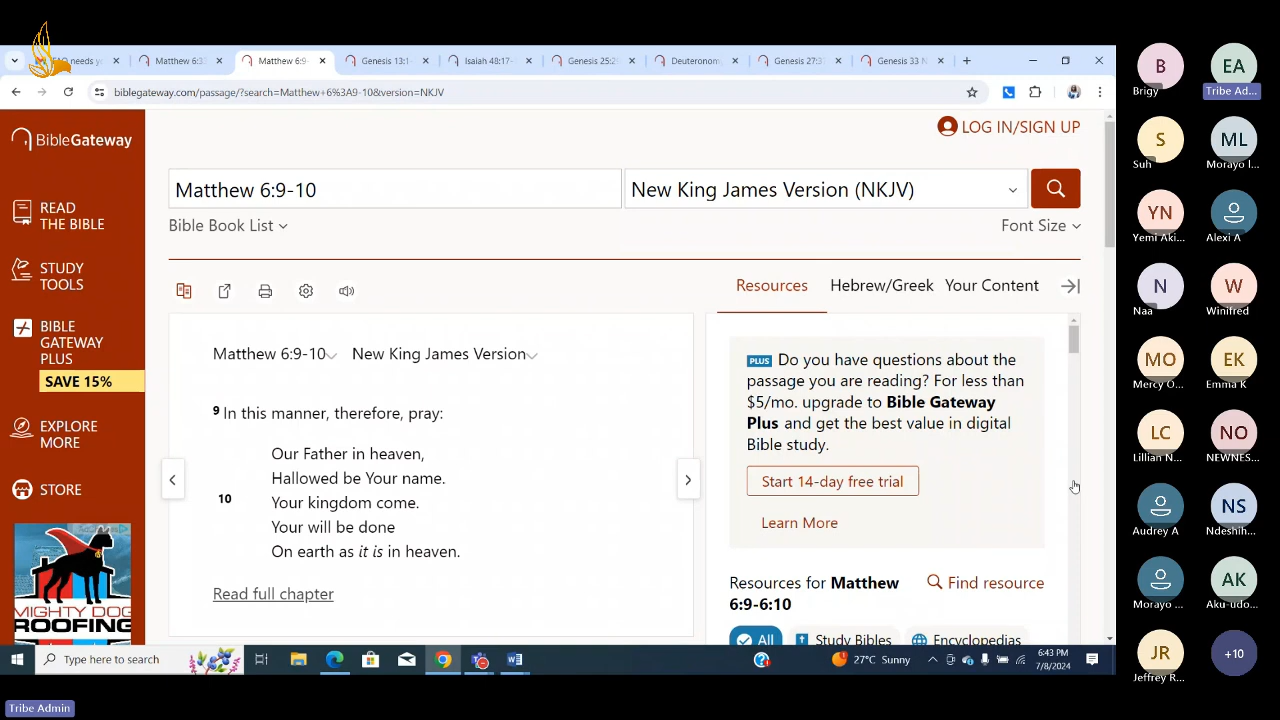 needs y
Matthew 6:33
Matthew 6:9-
Genesis 13:1-
Isaiah 48:17-
Genesis 25:2
Deuteronom
Genesis 27:3
Genesis 33 N
biblegateway.com/passage/?search=Matthew+6%3A9-10&version=NKJV
BibleGateway
LOG IN/SIGN UP
Matthew 6:9-10
New King James Version (NKJV)
Bible Book List
Font Size
READ
THE BIBLE
STUDY
TOOLS
BIBLE
GATEWAY
PLUS
SAVE 15%
EXPLORE
MORE
STORE
MIGHTY DOG
ROOFING
Resources
Hebrew/Greek
Your Content
Matthew 6:9-10
New King James Version
9 In this manner, therefore, pray:
Our Father in heaven,
Hallowed be Your name.
10 Your kingdom come.
Your will be done
On earth as it is in heaven.
Read full chapter
PLUS Do you have questions about the
passage you are reading? For less than
$5/mo. upgrade to Bible Gateway
Plus and get the best value in digital
Bible study.
Start 14-day free trial
Learn More
Resources for Matthew
6:9-6:10
Find resource
All
Study Bibles
Encyclopedias
Type here to search
27°C Sunny
6:43 PM
7/8/2024
Tribe Admin
B
Brigy
EA
Tribe Ad...
S
Suh
ML
Morayo l...
YN
Yemi Aki...
Alexi A
N
Naa
W
Winifred
MO
Mercy O...
EK
Emma K
LC
Lillian N...
NO
NEWNES...
Audrey A
NS
Ndeshih...
Morayo ...
AK
Aku-udo...
JR
Jeffrey R...
+10